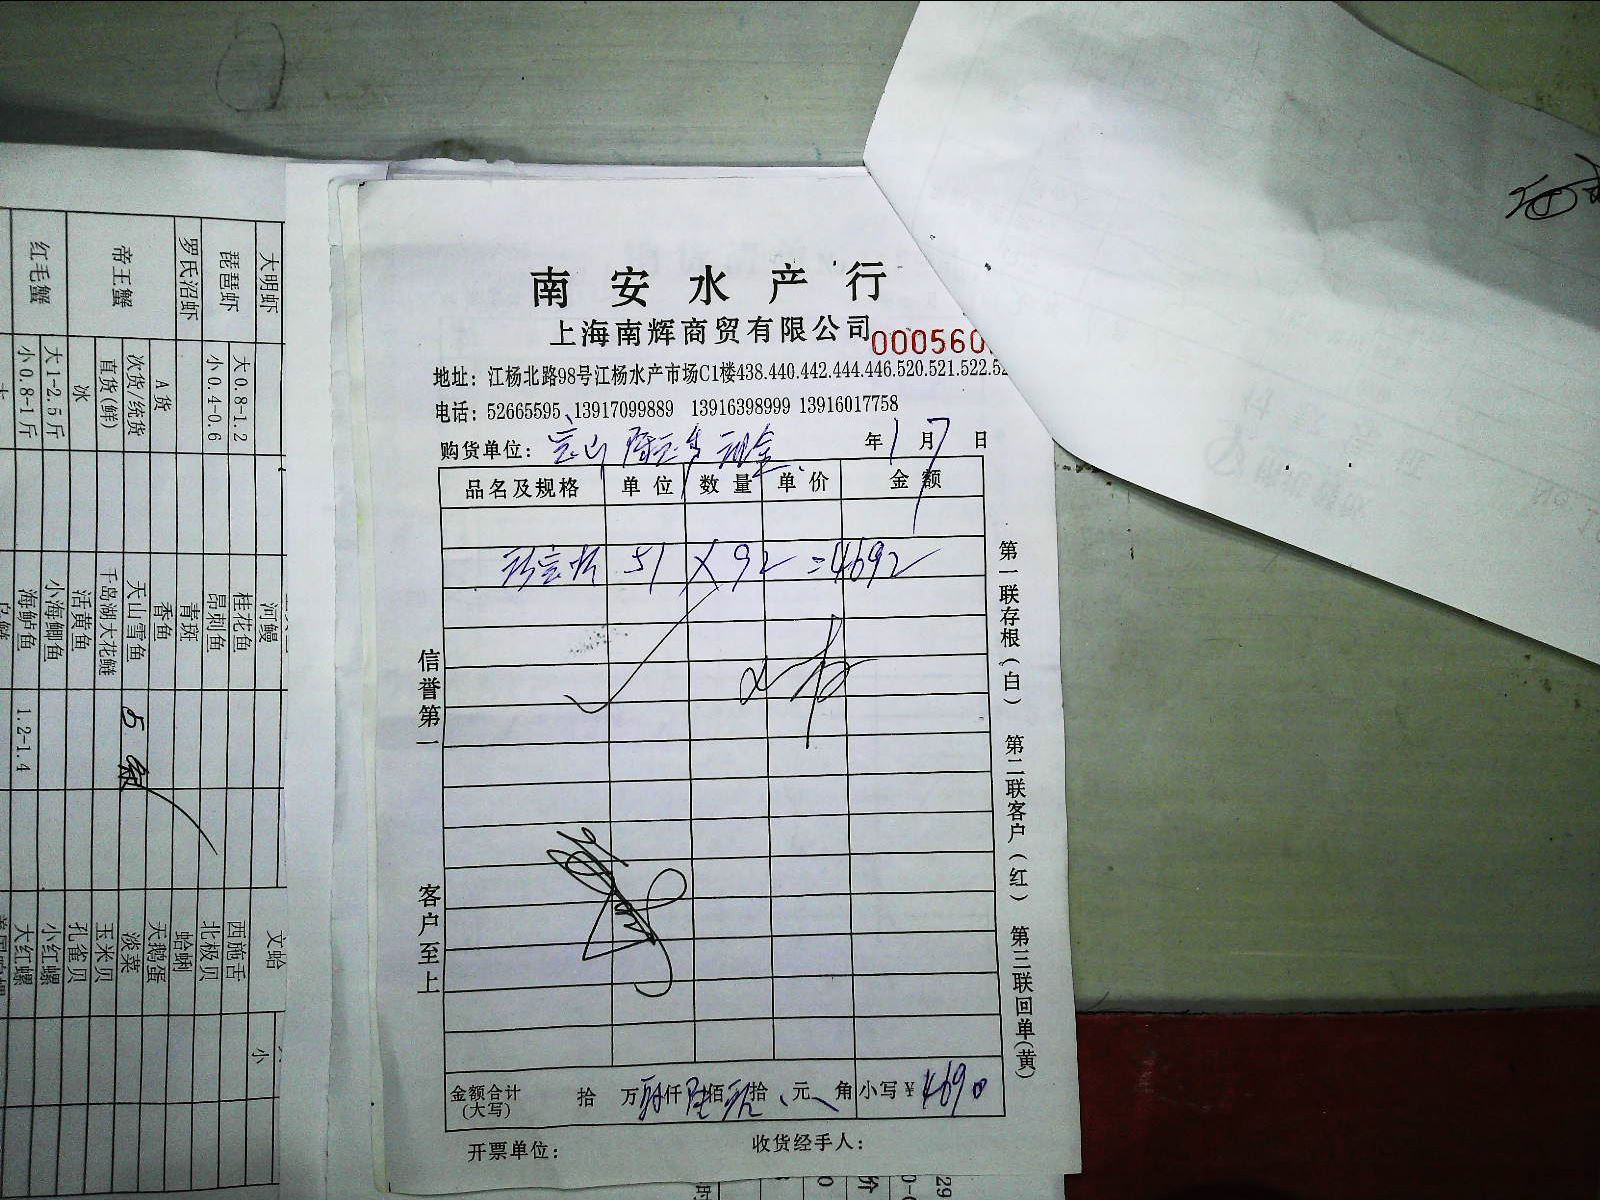 南安水产行
上海南辉商贸有限公司
000560
地址：江杨北路98号江杨水产市场C1楼438.440.442.444.446.520.521.522.52
电话：52665595、13917099889 13916398999 13916017758
购货单位：宝山 现金 年1月7日
品名及规格 单位 数量 单价 金额
51 X 92 =4692
信誉第一
客户至上
第一联存根（白） 第二联客户（红） 第三联回单（黄）
金额合计（大写） 拾 万 肆仟 陆佰 玖拾 元 角 小写¥4690
开票单位： 收货经手人：
大明虾
琵琶虾 大0.8-1.2
小0.4-0.6
罗氏沼虾
帝王蟹 A货
次货/统货
直货(鲜)
冰
红毛蟹 大1-2.5斤
小0.8-1斤
河鳗
桂花鱼
昂刺鱼
青斑
香鱼
天山雪鱼 5
千岛湖大花鲢
活黄鱼
小海鲫鱼
海鲈鱼 1.2-1.4
文蛤 小
西施舌
北极贝
蛤蜊
天鹅蛋
淡菜
玉米贝
孔雀贝
小红螺
大红螺